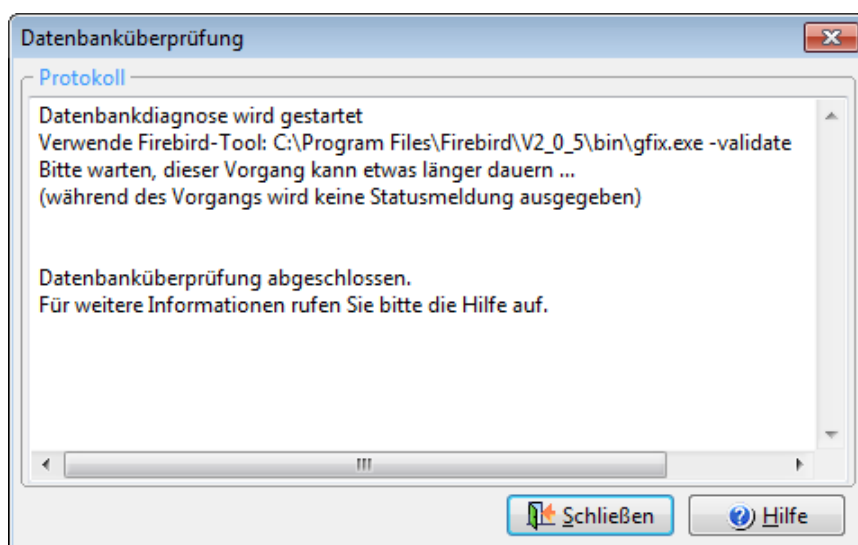 Datenbanküberprüfung
Protokoll
Datenbankdiagnose wird gestartet
Verwende Firebird-Tool: C:\Program Files\Firebird\V2_0_5\bin\gfix.exe -validate
Bitte warten, dieser Vorgang kann etwas länger dauern ...
(während des Vorgangs wird keine Statusmeldung ausgegeben)
Datenbanküberprüfung abgeschlossen.
Für weitere Informationen rufen Sie bitte die Hilfe auf.
Schließen
Hilfe